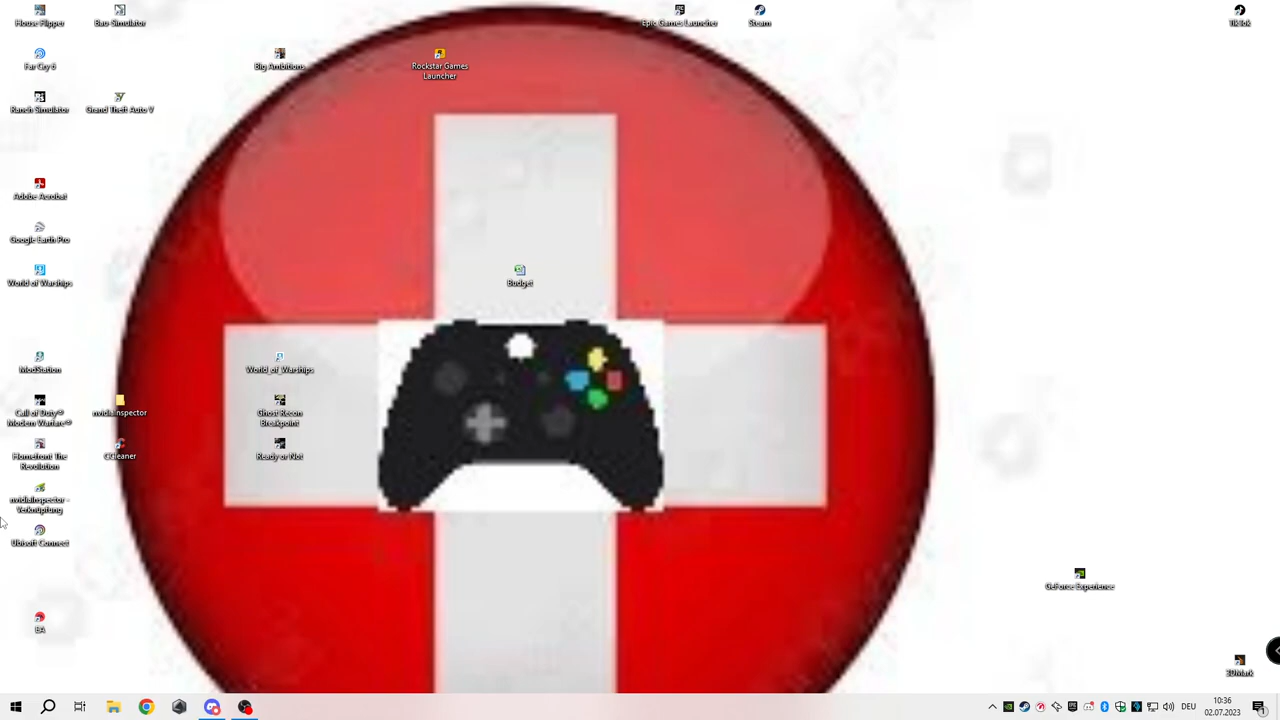 House Flipper
Bau-Simulator
Epic Games Launcher
Steam
TikTok
Far Cry 6
Big Ambitions
Rockstar Games
Launcher
Ranch Simulator
Grand Theft Auto V
Adobe Acrobat
Google Earth Pro
World of Warships
Budget
ModStation
World_of_Warships
Call of Duty®
Modern Warfare®
nvidiaInspector
Ghost Recon
Breakpoint
Homefront The
Revolution
CCleaner
Ready or Not
nvidiaInspector -
Verknüpfung
Ubisoft Connect
GeForce Experience
EA
3DMark
DEU
10:36
02.07.2023